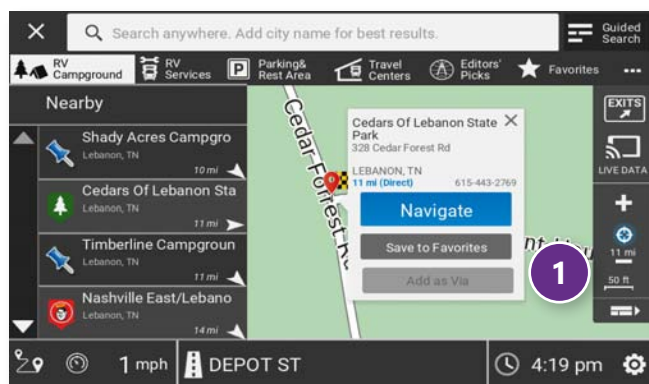 Search anywhere. Add city name for best results.
Guided
Search
RV
Campground
RV
Services
P
Parking&
Rest Area
Travel
Centers
Editors'
Picks
Favorites
Nearby
Shady Acres Campgro
Lebanon, TN
10 mi
Cedars Of Lebanon Sta
Lebanon, TN
11 mi
Timberline Campgroun
Lebanon, TN
11 mi
Nashville East/Lebano
Lebanon, TN
14 mi
Cedar Forrest Rd
Cedars Of Lebanon State
Park
328 Cedar Forest Rd
LEBANON, TN
11 mi (Direct) 615-443-2769
Navigate
Save to Favorites
Add as Via
1
EXITS
LIVE DATA
11 mi
50 ft
1 mph
DEPOT ST
4:19 pm